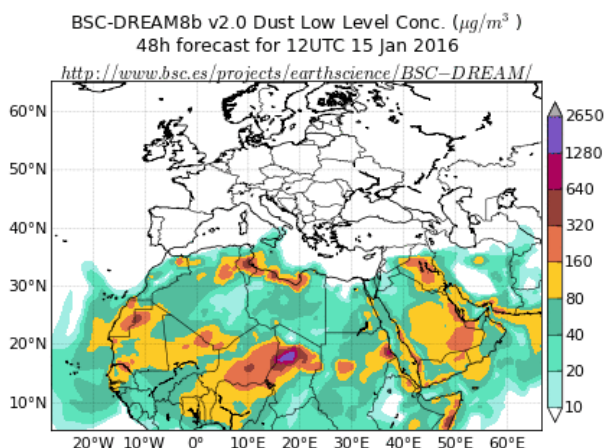 BSC-DREAM8b v2.0 Dust Low Level Conc. (µg/m³ )
48h forecast for 12UTC 15 Jan 2016
http://www.bsc.es/projects/earthscience/BSC−DREAM/
60°N
50°N
40°N
30°N
20°N
10°N
20°W 10°W 0° 10°E 20°E 30°E 40°E 50°E 60°E
2650
1280
640
320
160
80
40
20
10